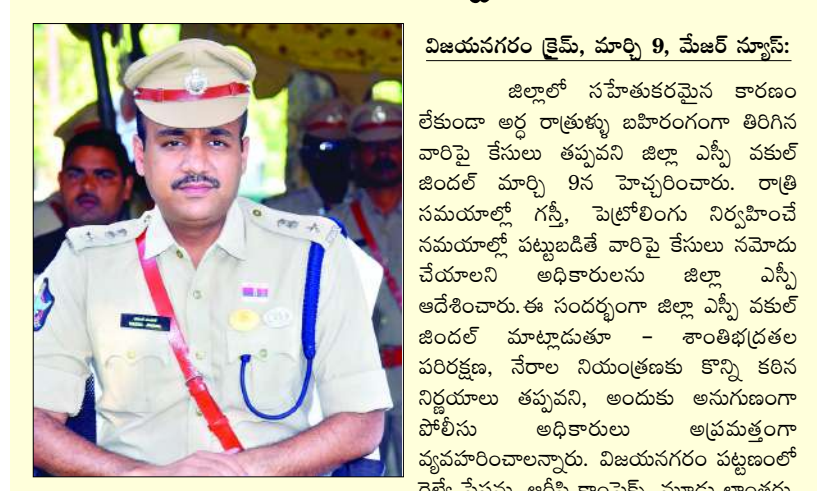 విజయనగరం క్రైమ్, మార్చి 9, మేజర్ న్యూస్:
జిల్లాలో సహేతుకరమైన కారణం
లేకుండా అర్ధ రాత్రుళ్ళు బహిరంగంగా తిరిగిన
వారిపై కేసులు తప్పవని జిల్లా ఎస్పీ వకుల్
జిందల్ మార్చి 9న హెచ్చరించారు. రాత్రి
సమయాల్లో గస్తీ, పెట్రోలింగు నిర్వహించే
నమయాల్లో పట్టుబడితే వారిపై కేసులు నమోదు
చేయాలని అధికారులను జిల్లా ఎస్పీ
ఆదేశించారు.ఈ సందర్భంగా జిల్లా ఎస్పీ వకుల్
జిందల్ మాట్లాడుతూ – శాంతిభద్రతల
పరిరక్షణ, నేరాల నియంత్రణకు కొన్ని కఠిన
నిర్ణయాలు తప్పవని, అందుకు అనుగుణంగా
పోలీసు అధికారులు అప్రమత్తంగా
వ్యవహరించాలన్నారు. విజయనగరం పట్టణంలో